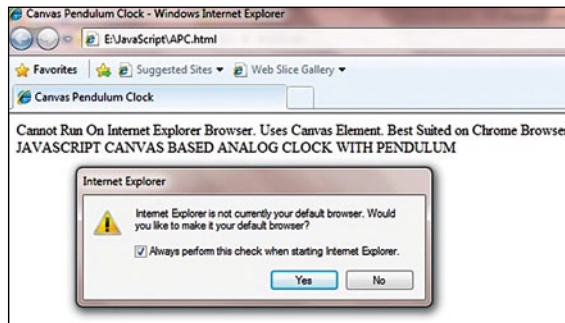 Canvas Pendulum Clock - Windows Internet Explorer
E:\JavaScript\APC.html
Favorites Suggested Sites Web Slice Gallery
Canvas Pendulum Clock
Cannot Run On Internet Explorer Browser. Uses Canvas Element. Best Suited on Chrome Browser
JAVASCRIPT CANVAS BASED ANALOG CLOCK WITH PENDULUM
Internet Explorer
Internet Explorer is not currently your default browser. Would
you like to make it your default browser?
Always perform this check when starting Internet Explorer.
Yes No